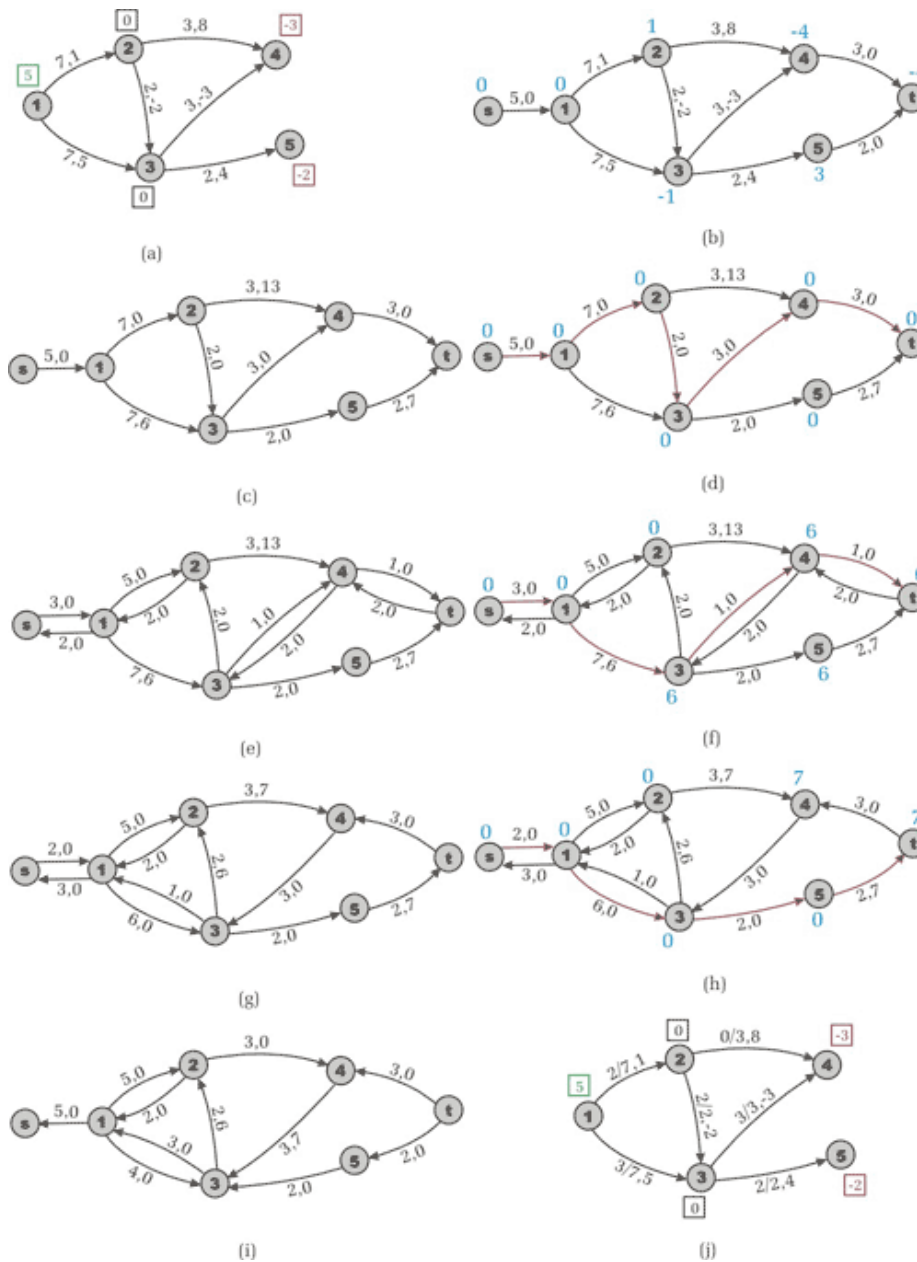 0 3,8 -3
5 7,1 2 4
1 2,-2 3,-3
7,5 3 2,4 5
0 -2
(a)
1 3,8 -4
0 0 7,1 2 4 3,0
s 5,0 1 2,-2 3,-3 t
7,5 3 2,4 5 2,0
-1 3
(b)
3,13
7,0 2 4 3,0
s 5,0 1 2,0 3,0 t
7,6 3 2,0 5 2,7
(c)
0 3,13 0
0 0 7,0 2 4 3,0 0
s 5,0 1 2,0 3,0 t
7,6 3 2,0 5 2,7
0 0
(d)
3,13
5,0 2 4 1,0
s 3,0 2,0 1 2,0 2,0 1,0 2,0 2,0 t
7,6 3 2,0 5 2,7
(e)
0 3,13 6
0 0 5,0 2 4 1,0
s 3,0 2,0 1 2,0 2,0 1,0 2,0 2,0 t
7,6 3 2,0 5 2,7
6 6
(f)
3,7
5,0 2 4 3,0
s 2,0 3,0 1 2,0 1,0 2,6 3,0 t
6,0 3 2,0 5 2,7
(g)
0 3,7 7
0 0 5,0 2 4 3,0 7
s 2,0 3,0 1 2,0 1,0 2,6 3,0 t
6,0 3 2,0 5 2,7
0 0
(h)
3,0
5,0 2 4 3,0
s 5,0 1 2,0 3,0 2,6 3,7 t
4,0 3 2,0 5 2,0
(i)
0 0/3,8 -3
5 2/7,1 2 4
1 2/2,-2 3/3,-3
3/7,5 3 2/2,4 5
0 -2
(j)